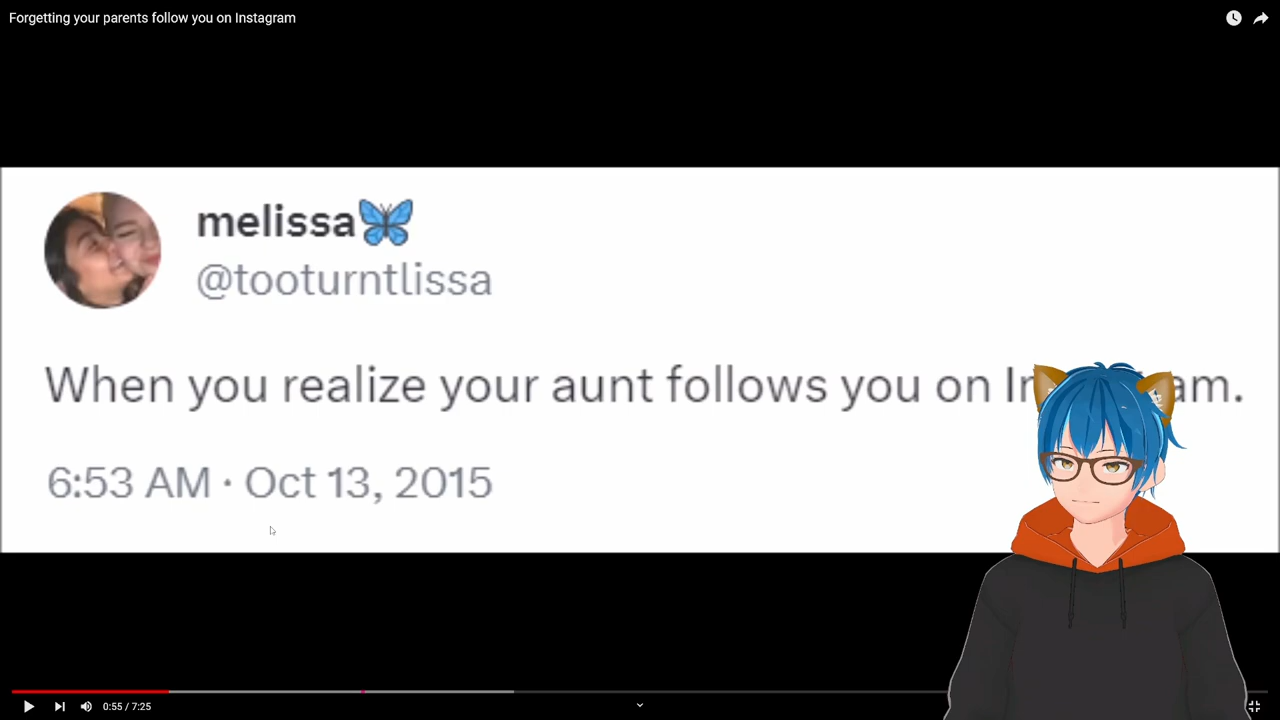 Forgetting your parents follow you on Instagram
melissa🦋
@tooturntlissa
When you realize your aunt follows you on In am.
6:53 AM · Oct 13, 2015
0:55 / 7:25